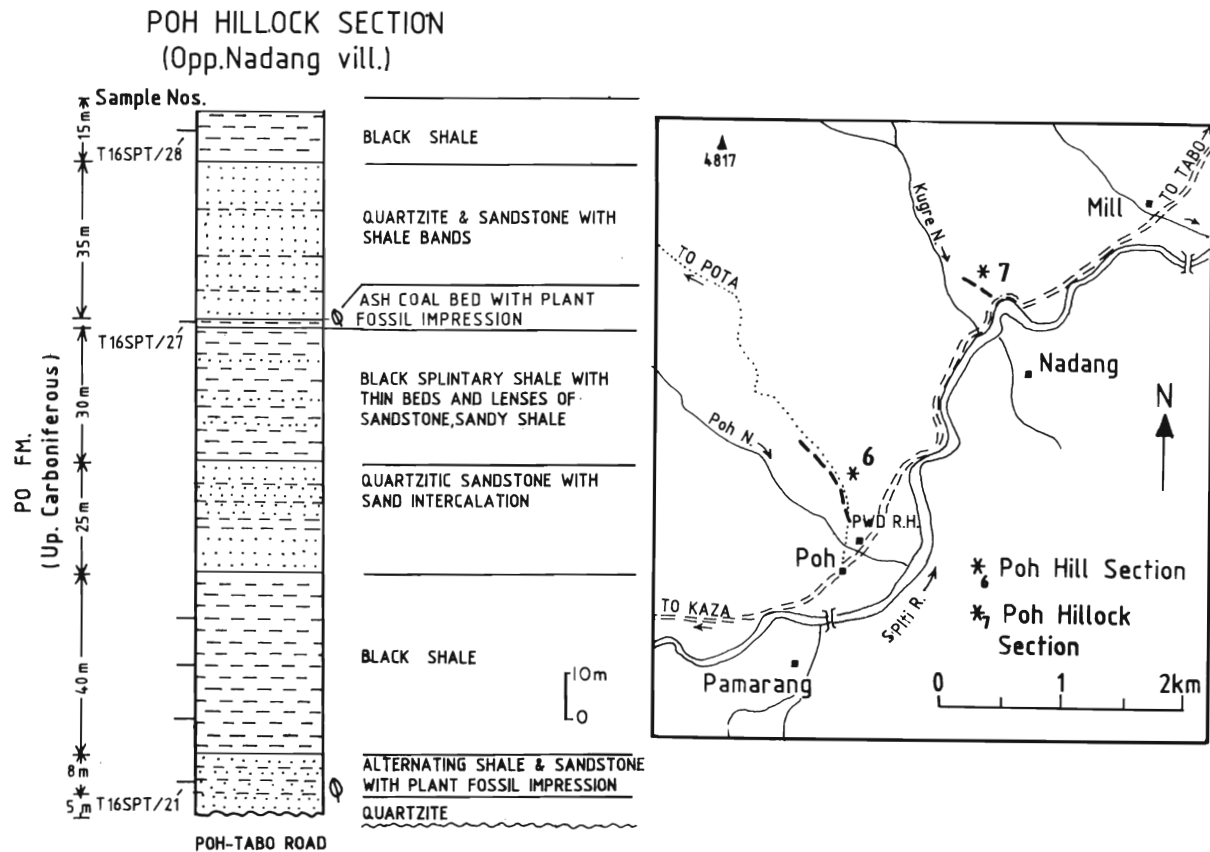 POH HILLOCK SECTION
(Opp.Nadang vill.)
Sample Nos.
15m
T16SPT/28
BLACK SHALE
35m
QUARTZITE & SANDSTONE WITH
SHALE BANDS
ASH COAL BED WITH PLANT
FOSSIL IMPRESSION
T16SPT/27
30m
BLACK SPLINTARY SHALE WITH
THIN BEDS AND LENSES OF
SANDSTONE,SANDY SHALE
PO FM.
(Up. Carboniferous)
25m
QUARTZITIC SANDSTONE WITH
SAND INTERCALATION
40m
BLACK SHALE
10m
0
8m
ALTERNATING SHALE & SANDSTONE
WITH PLANT FOSSIL IMPRESSION
5m
T16SPT/21
QUARTZITE
POH-TABO ROAD
4817
Kugre N.
TO TABO
Mill
TO POTA
* 7
Nadang
N
Poh N.
* 6
PWD R.H.
Poh
TO KAZA
SPIti R.
Pamarang
*6 Poh Hill Section
*7 Poh Hillock
Section
0 1 2km